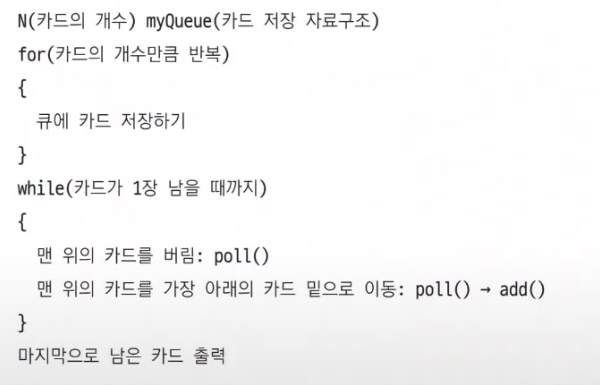 N(카드의 개수) myQueue(카드 저장 자료구조)
for(카드의 개수만큼 반복)
{
큐에 카드 저장하기
}
while(카드가 1장 남을 때까지)
{
맨 위의 카드를 버림: poll()
맨 위의 카드를 가장 아래의 카드 밑으로 이동: poll() → add()
}
마지막으로 남은 카드 출력